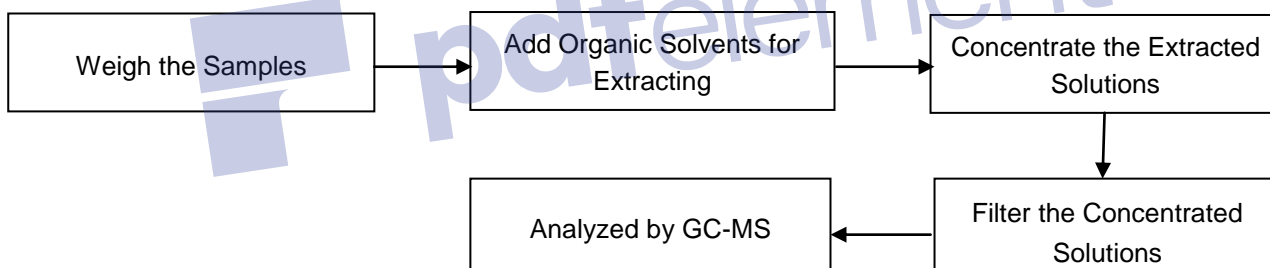 Weigh the Samples
Add Organic Solvents for
Extracting
Concentrate the Extracted
Solutions
Filter the Concentrated
Solutions
Analyzed by GC-MS
pdfelement